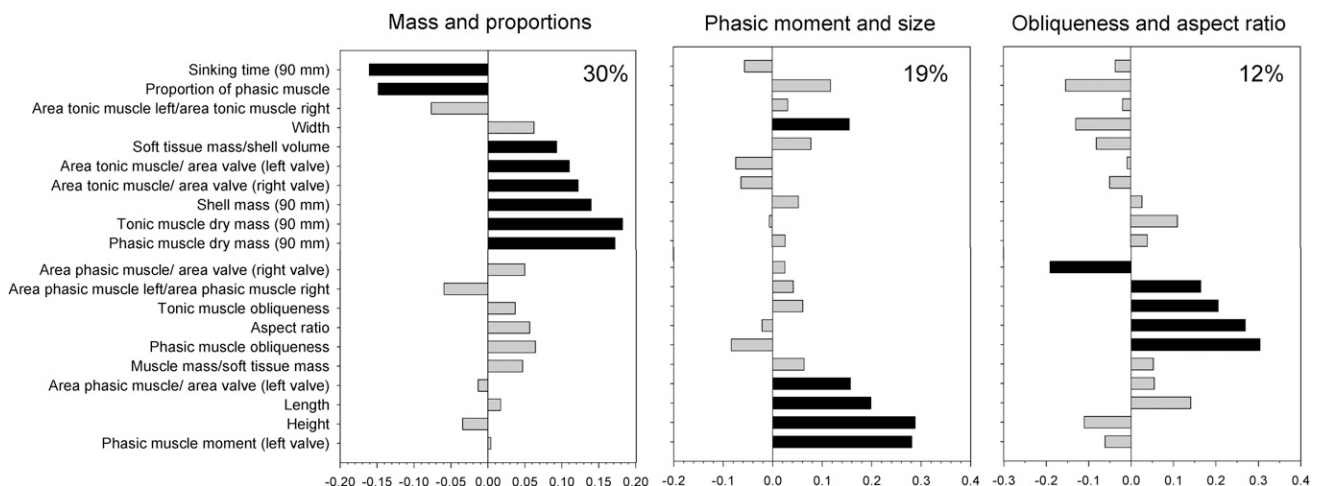 Mass and proportions
Phasic moment and size
Obliqueness and aspect ratio
30%
19%
12%
Sinking time (90 mm)
Proportion of phasic muscle
Area tonic muscle left/area tonic muscle right
Width
Soft tissue mass/shell volume
Area tonic muscle/ area valve (left valve)
Area tonic muscle/ area valve (right valve)
Shell mass (90 mm)
Tonic muscle dry mass (90 mm)
Phasic muscle dry mass (90 mm)
Area phasic muscle/ area valve (right valve)
Area phasic muscle left/area phasic muscle right
Tonic muscle obliqueness
Aspect ratio
Phasic muscle obliqueness
Muscle mass/soft tissue mass
Area phasic muscle/ area valve (left valve)
Length
Height
Phasic muscle moment (left valve)
-0.20 -0.15 -0.10 -0.05 0.00 0.05 0.10 0.15 0.20
-0.2 -0.1 0.0 0.1 0.2 0.3 0.4
-0.3 -0.2 -0.1 0.0 0.1 0.2 0.3 0.4